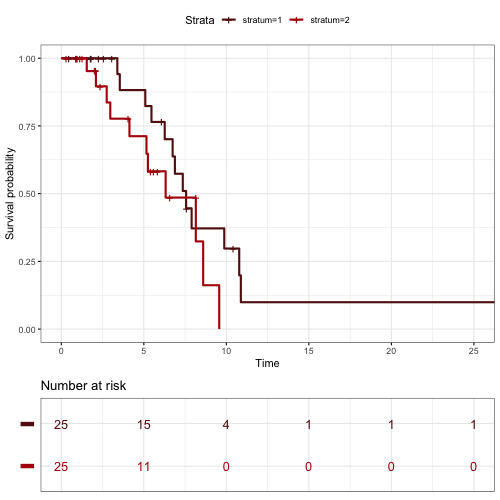 Strata stratum=1 stratum=2
Survival probability
1.00
0.75
0.50
0.25
0.00
0 5 10 15 20 25
Time
Number at risk
25 15 4 1 1 1
25 11 0 0 0 0